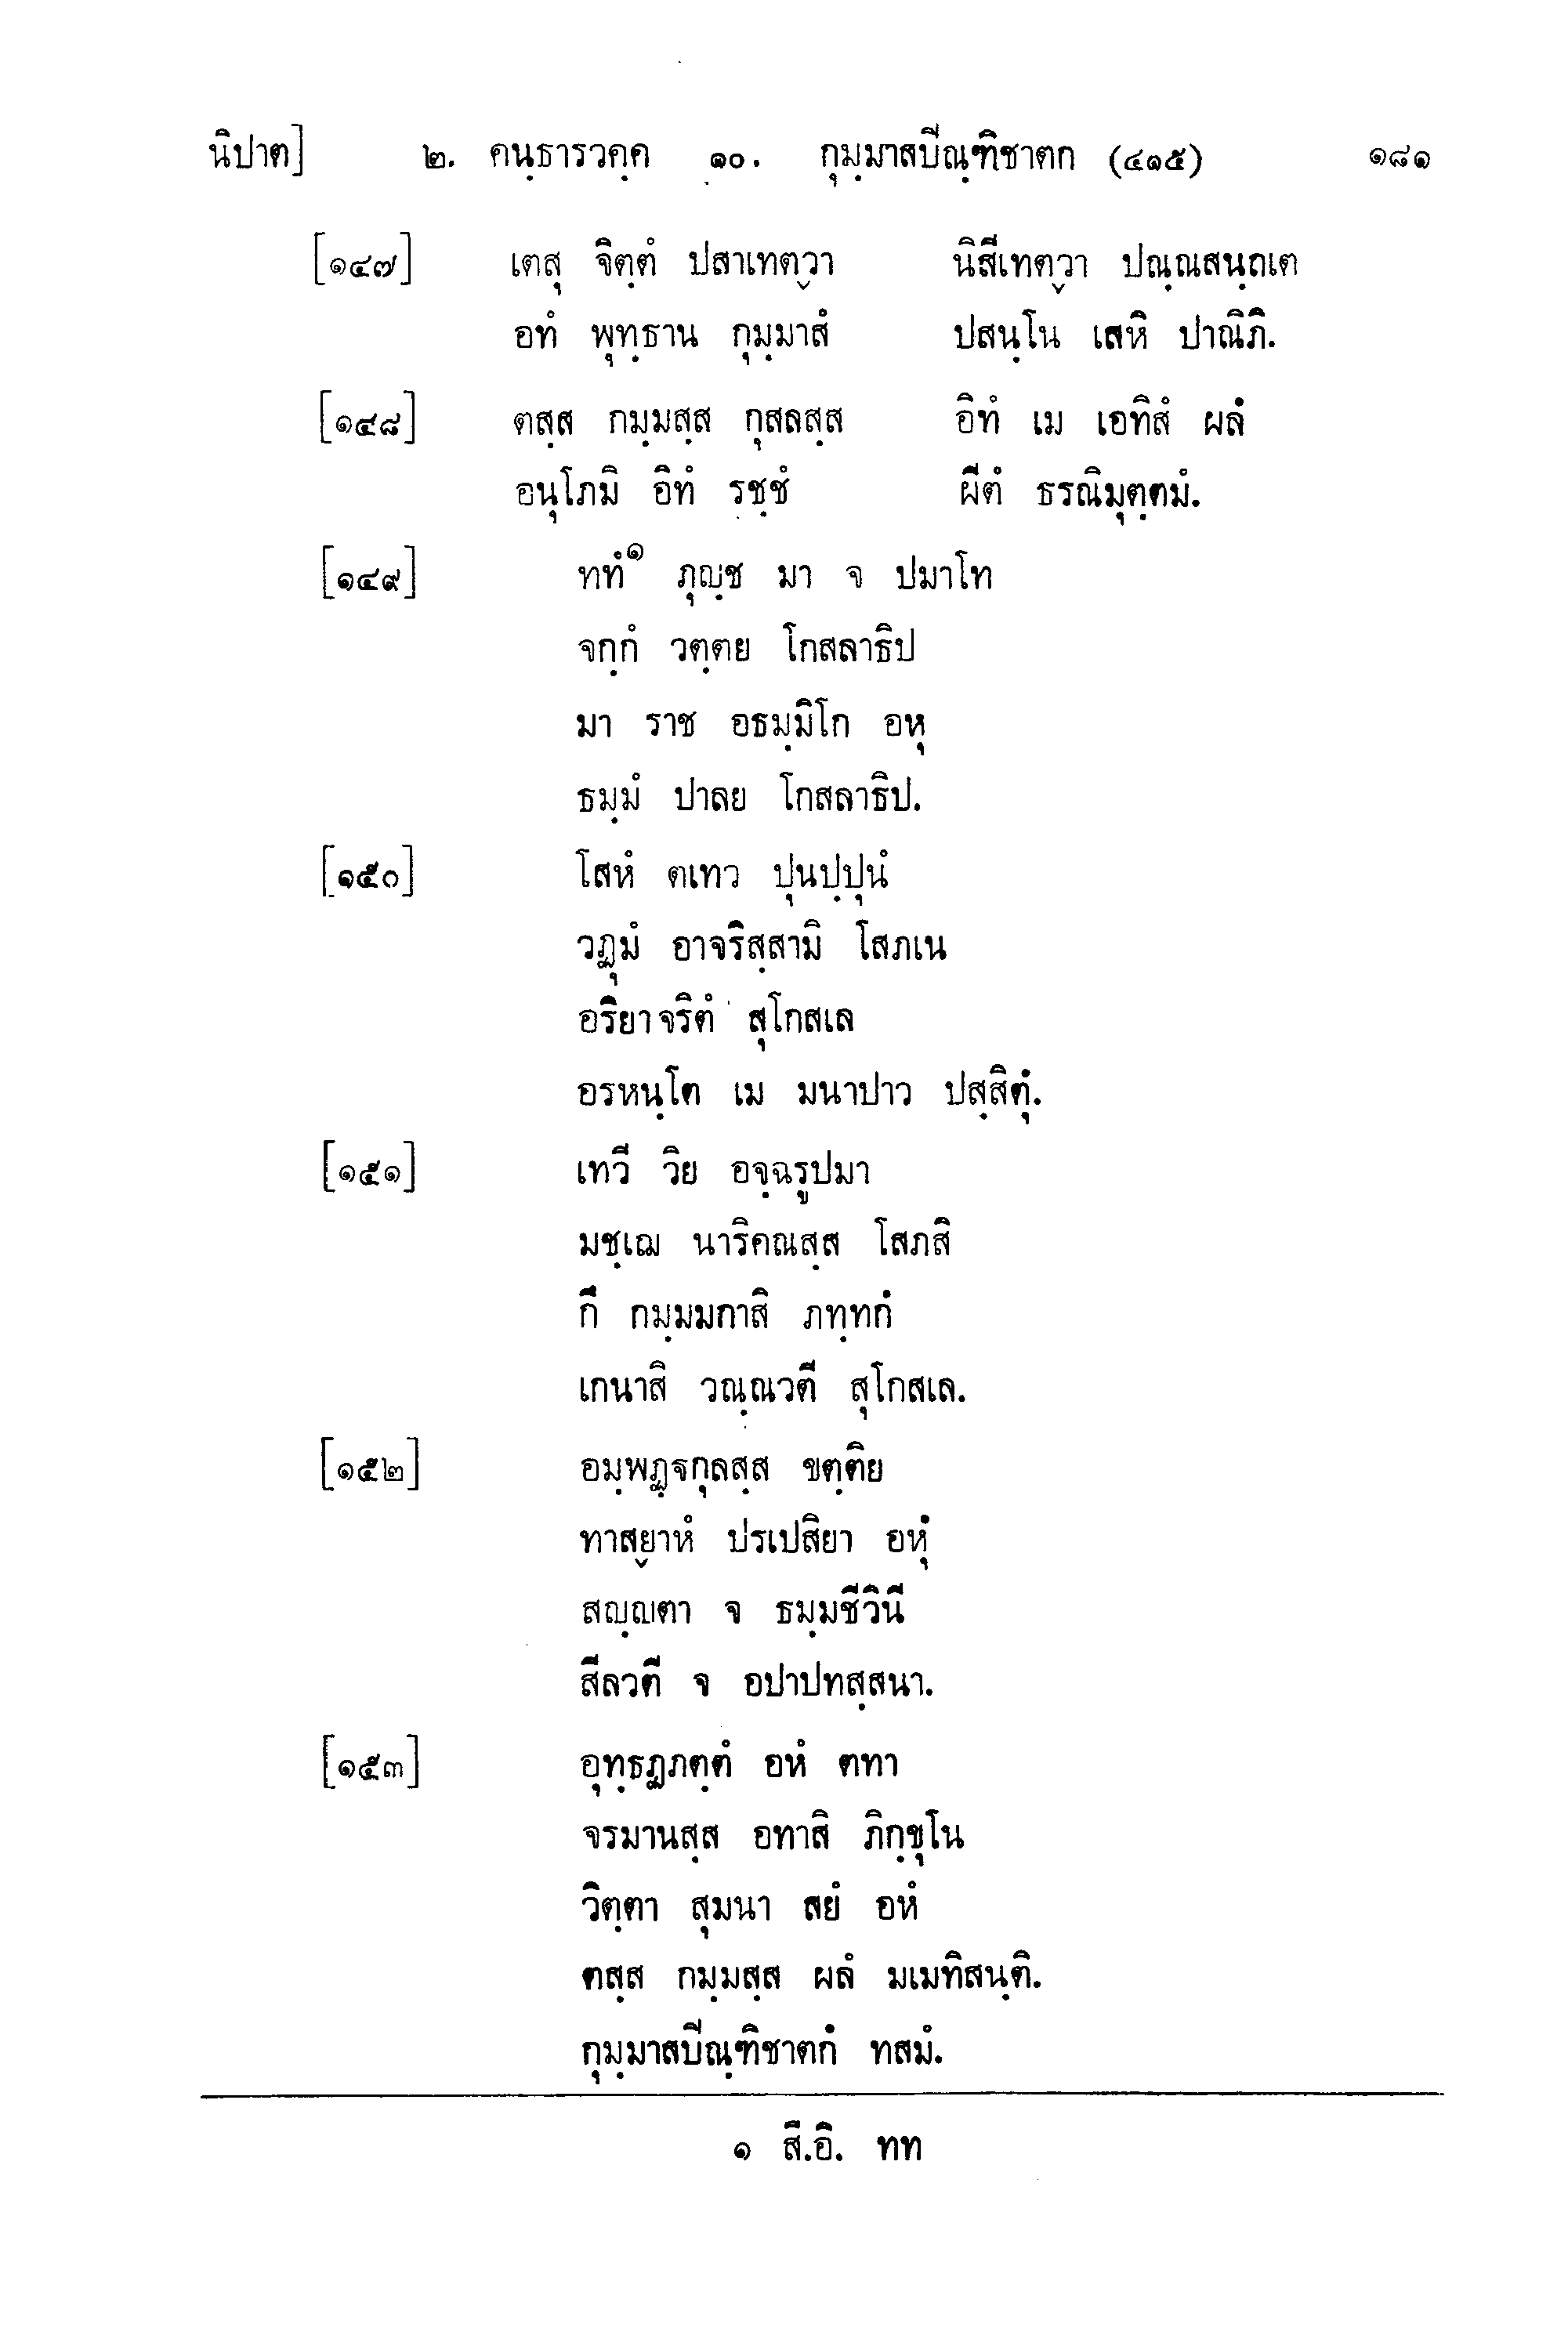 นิปาต] ๒. คนฺธารวคฺค ๑๐. กุมฺมาสปีณฺฑิชาตก (๔๑๕) ๑๘๑
[๑๔๗] เตสุ จิตฺตํ ปสาเทตฺวา นิสีเทตฺวา ปณฺณสนฺถเต
อทํ พุทฺธาน กุมฺมาสํ ปสนฺโน เสหิ ปาณิภิ.
[๑๔๘] ตสฺส กมฺมสฺส กุสลสฺส อิทํ เม เอทิสํ ผลํ
อนุโภมิ อิทํ รชฺชํ ผีตํ ธรณิมุตฺตมํ.
[๑๔๙] ททํ๑ ภุญฺช มา จ ปมาโท
จกฺกํ วตฺตย โกสลาธิป
มา ราช อธมฺมิโก อหุ
ธมฺมํ ปาลย โกสลาธิป.
[๑๕๐] โสหํ ตเทว ปุนปฺปุนํ
วฏุมํ อาจริสฺสามิ โสภเน
อริยาจริตํ สุโกสเล
อรหนฺโต เม มนาปาว ปสฺสิตุํ.
[๑๕๑] เทวี วิย อจฺฉรูปมา
มชฺเฌ นาริคณสฺส โสภสิ
กึ กมฺมมกาสิ ภทฺทกํ
เกนาสิ วณฺณวตี สุโกสเล.
[๑๕๒] อมฺพฏฺฐกุลสฺส ขตฺติย
ทาสฺยาหํ ปรเปสิยา อหุํ
สญฺญตา จ ธมฺมชีวินี
สีลวตี จ อปาปทสฺสนา.
[๑๕๓] อุทฺธฏภตฺตํ อหํ ตทา
จรมานสฺส อทาสิ ภิกฺขุโน
วิตฺตา สุมนา สยํ อหํ
ตสฺส กมฺมสฺส ผลํ มเมทิสนฺติ.
กุมฺมาสปีณฺฑิชาตกํ ทสมํ.
๑ สี.อิ. ทท